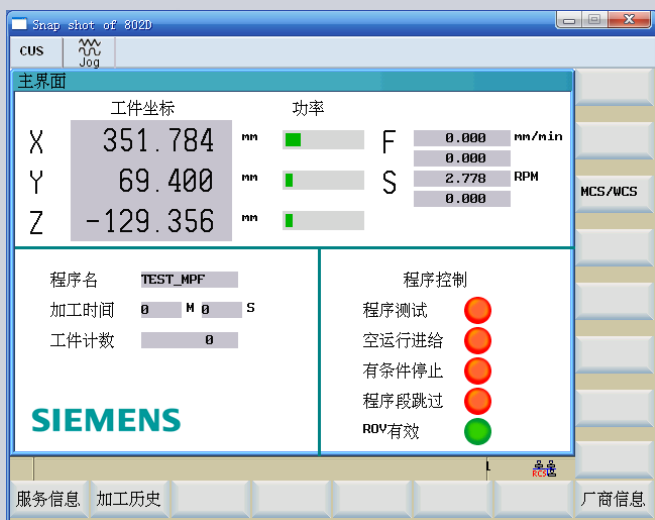 Snap shot of 802D
CUS
Jog
主界面
工件坐标 功率
X 351.784 mm F 0.000 mm/min
0.000
Y 69.400 mm S 2.778 RPM
0.000
Z -129.356 mm
MCS/WCS
程序名 TEST_MPF
加工时间 0 M 0 S
工件计数 0
SIEMENS
程序控制
程序测试
空运行进给
有条件停止
程序段跳过
ROV有效
L RCS
服务信息 加工历史 厂商信息